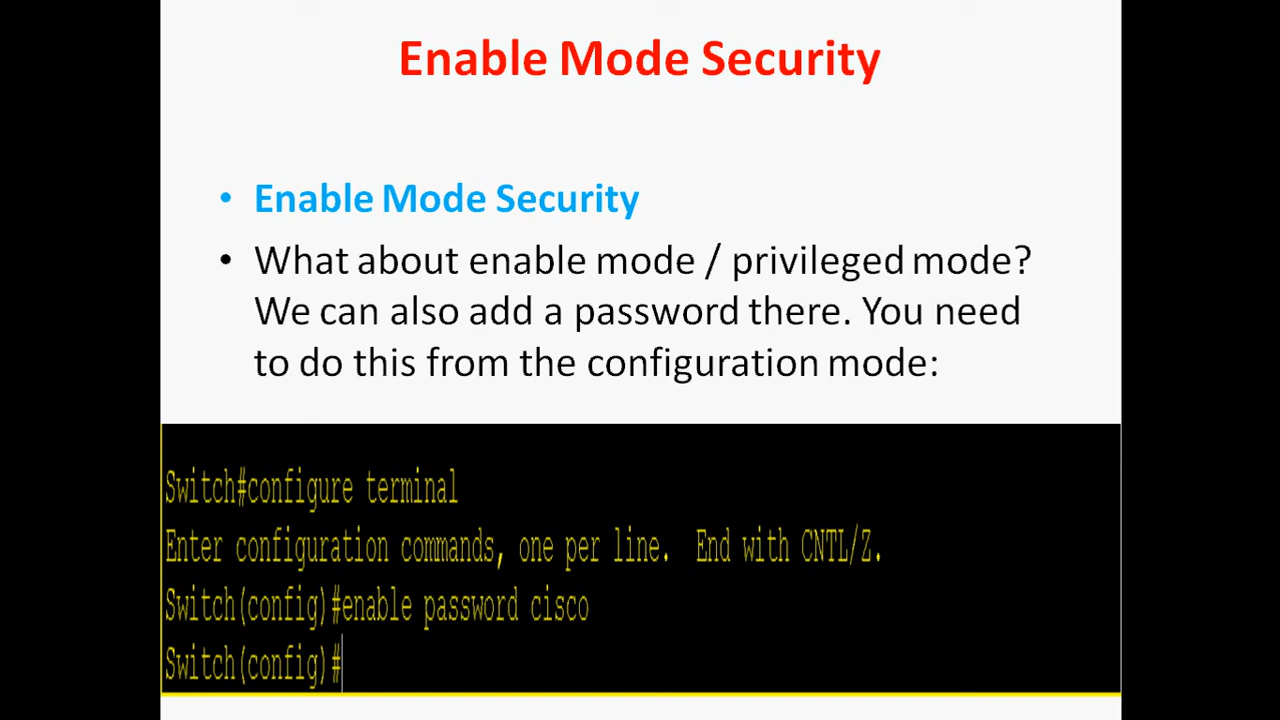 Enable Mode Security
• Enable Mode Security
• What about enable mode / privileged mode?
We can also add a password there. You need
to do this from the configuration mode:
Switch#configure terminal
Enter configuration commands, one per line.  End with CNTL/Z.
Switch(config)#enable password cisco
Switch(config)#